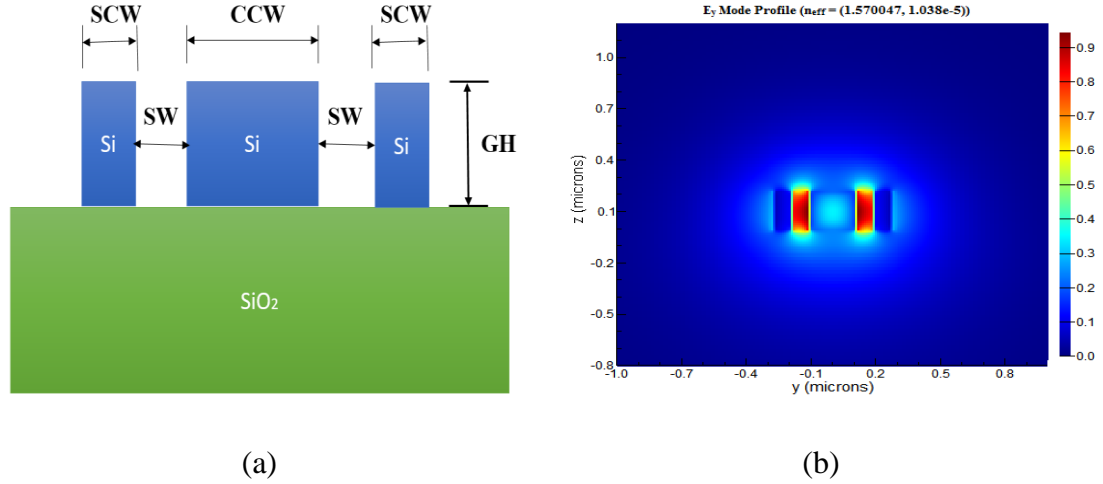 SCW CCW SCW
SW SW
Si Si Si
GH
SiO2
(a)
Ey Mode Profile (neff = (1.570047, 1.038e-5))
z (microns)
1.0
0.7
0.4
0.1
-0.2
-0.5
-0.8
-1.0 -0.7 -0.4 -0.1 0.2 0.5 0.8
y (microns)
0.9
0.8
0.7
0.6
0.5
0.4
0.3
0.2
0.1
0.0
(b)